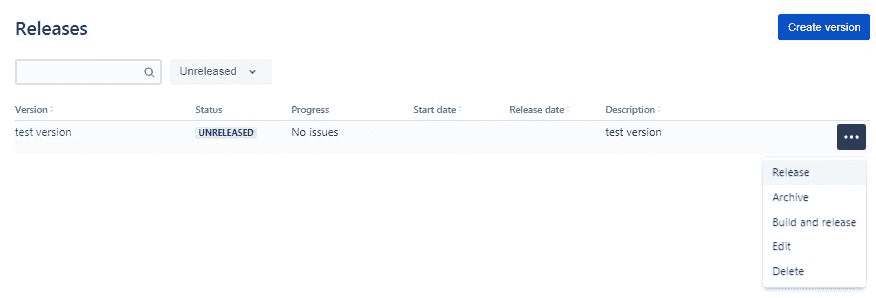 Releases
Create version
Unreleased
Version Status Progress Start date Release date Description
test version UNRELEASED No issues test version
Release
Archive
Build and release
Edit
Delete